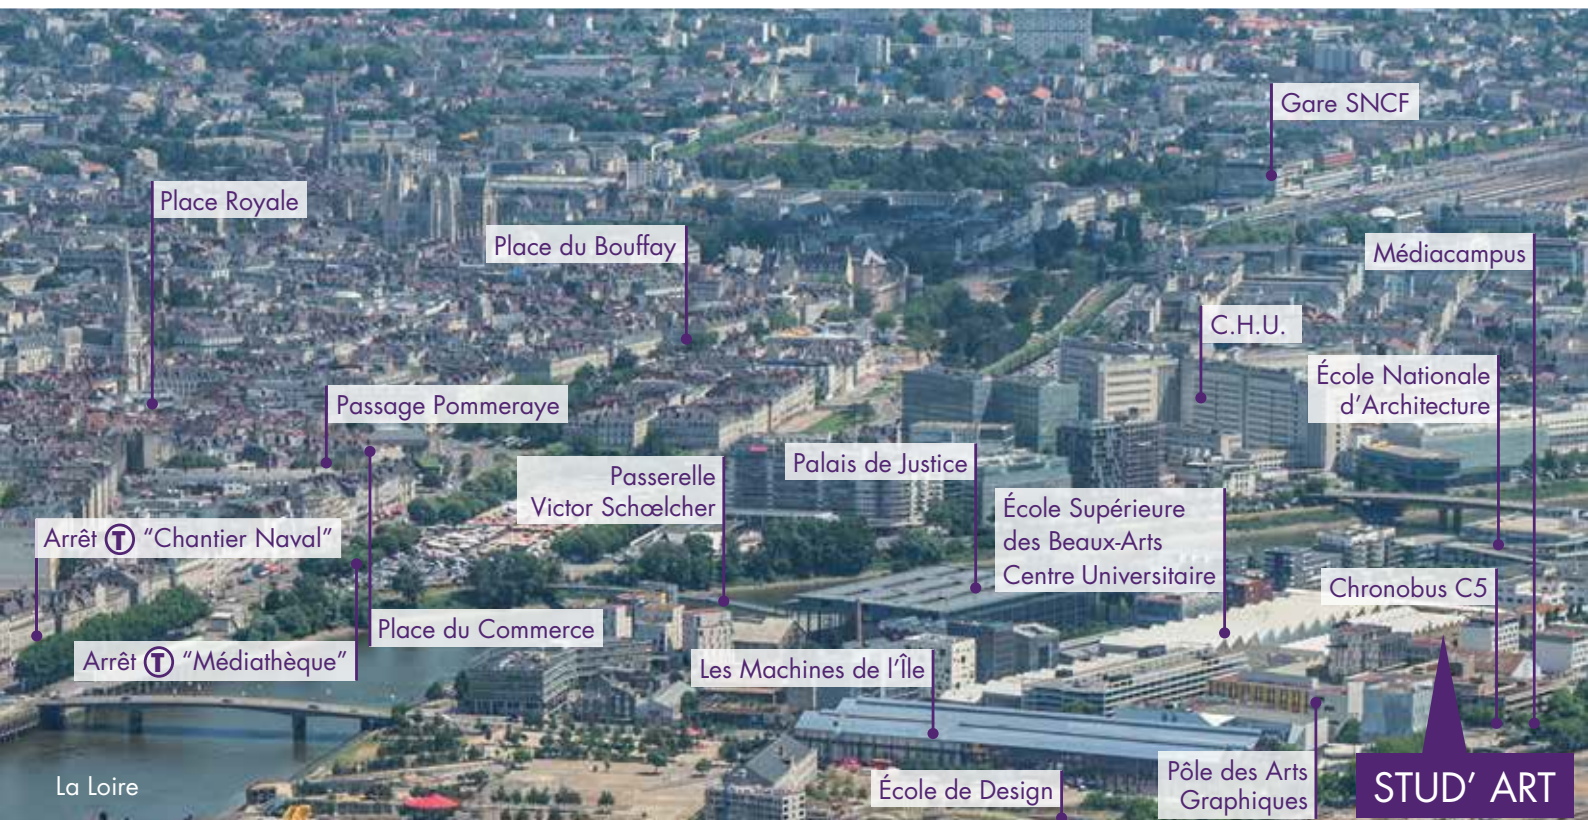 Gare SNCF
Place Royale
Place du Bouffay
Médiacampus
C.H.U.
École Nationale
d'Architecture
Passage Pommeraye
Passerelle
Victor Schœlcher
Palais de Justice
École Supérieure
des Beaux-Arts
Centre Universitaire
Arrêt T “Chantier Naval”
Chronobus C5
Place du Commerce
Arrêt T “Médiathèque”
Les Machines de l'Île
La Loire
École de Design
Pôle des Arts
Graphiques
STUD' ART